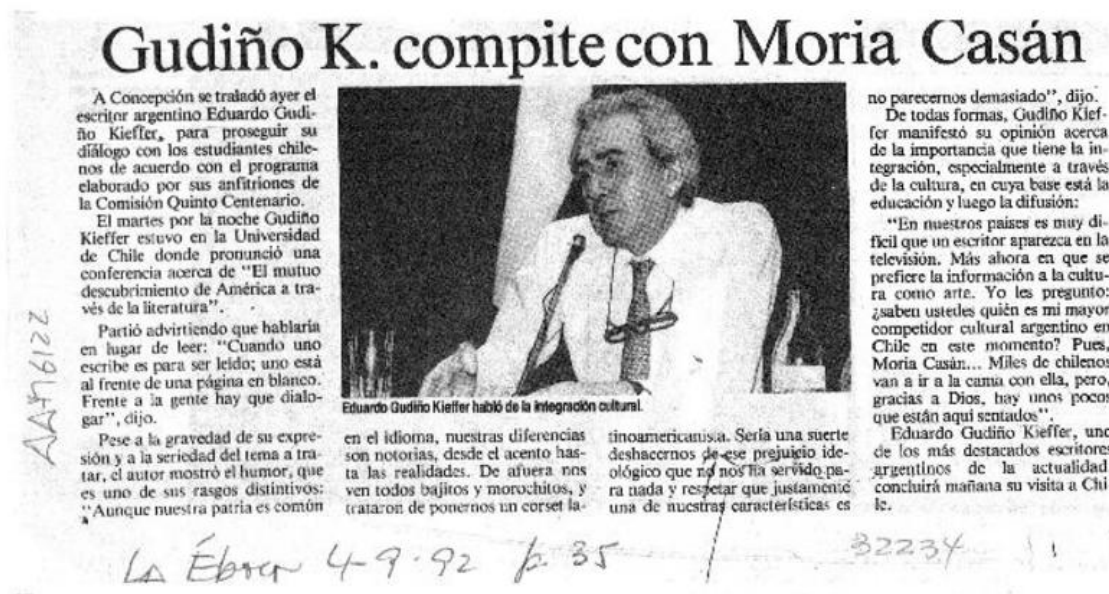 Gudiño K. compite con Moria Casán
A Concepción se traladó ayer el
escritor argentino Eduardo Gudi-
ño Kieffer, para proseguir su
diálogo con los estudiantes chile-
nos de acuerdo con el programa
elaborado por sus anfitriones de
la Comisión Quinto Centenario.
El martes por la noche Gudiño
Kieffer estuvo en la Universidad
de Chile donde pronunció una
conferencia acerca de "El mutuo
descubrimiento de América a tra-
vés de la literatura".
Partió advirtiendo que hablaría
en lugar de leer: "Cuando uno
escribe es para ser leído; uno está
al frente de una página en blanco.
Frente a la gente hay que dialo-
gar", dijo.
Pese a la gravedad de su expre-
sión y a la seriedad del tema a tra-
tar, el autor mostró el humor, que
es uno de sus rasgos distintivos:
"Aunque nuestra patria es común
Eduardo Gudiño Kieffer habló de la integración cultural.
en el idioma, nuestras diferencias
son notorias, desde el acento has-
ta las realidades. De afuera nos
ven todos bajitos y morochitos, y
trataron de ponernos un corset la-
tinoamericanista. Sería una suerte
deshacernos de ese prejuicio ide-
ológico que no nos ha servido pa-
ra nada y respetar que justamente
una de nuestras características es
no parecernos demasiado", dijo.
De todas formas, Gudiño Kief-
fer manifestó su opinión acerca
de la importancia que tiene la in-
tegración, especialmente a través
de la cultura, en cuya base está la
educación y luego la difusión:
"En nuestros países es muy di-
fícil que un escritor aparezca en la
televisión. Más ahora en que se
prefiere la información a la cultu-
ra como arte. Yo les pregunto:
¿saben ustedes quién es mi mayor
competidor cultural argentino en
Chile en este momento? Pues,
Moria Casán... Miles de chilenos
van a ir a la cama con ella, pero,
gracias a Dios, hay unos pocos
que están aquí sentados".
Eduardo Gudiño Kieffer, uno
de los más destacados escritores
argentinos de la actualidad
concluirá mañana su visita a Chi
le.
AAM6122
La Época 4-9-92 p. 35
32234